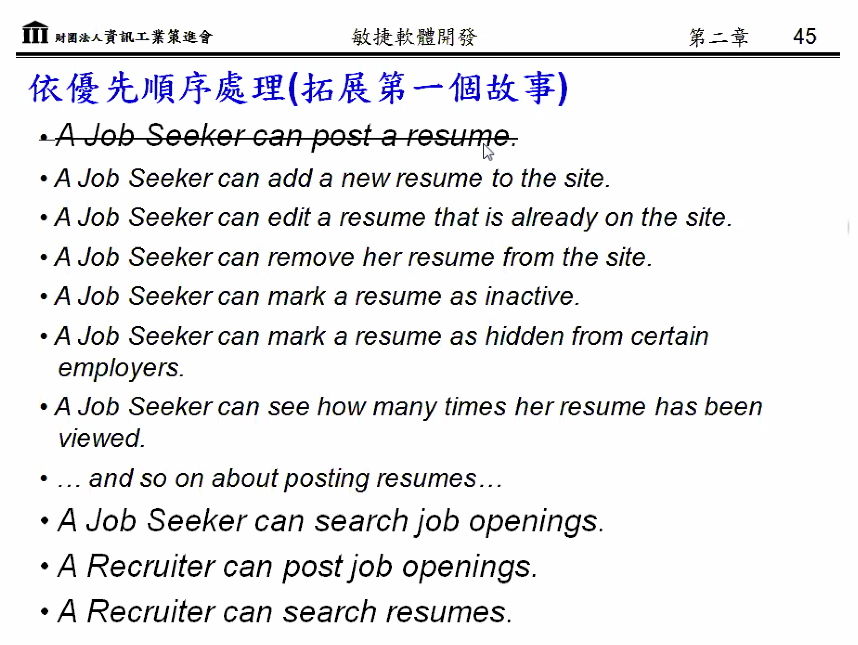 財團法人資訊工業策進會 敏捷軟體開發 第二章 45
依優先順序處理(拓展第一個故事)
• A Job Seeker can post a resume.
• A Job Seeker can add a new resume to the site.
• A Job Seeker can edit a resume that is already on the site.
• A Job Seeker can remove her resume from the site.
• A Job Seeker can mark a resume as inactive.
• A Job Seeker can mark a resume as hidden from certain
employers.
• A Job Seeker can see how many times her resume has been
viewed.
• … and so on about posting resumes…
• A Job Seeker can search job openings.
• A Recruiter can post job openings.
• A Recruiter can search resumes.